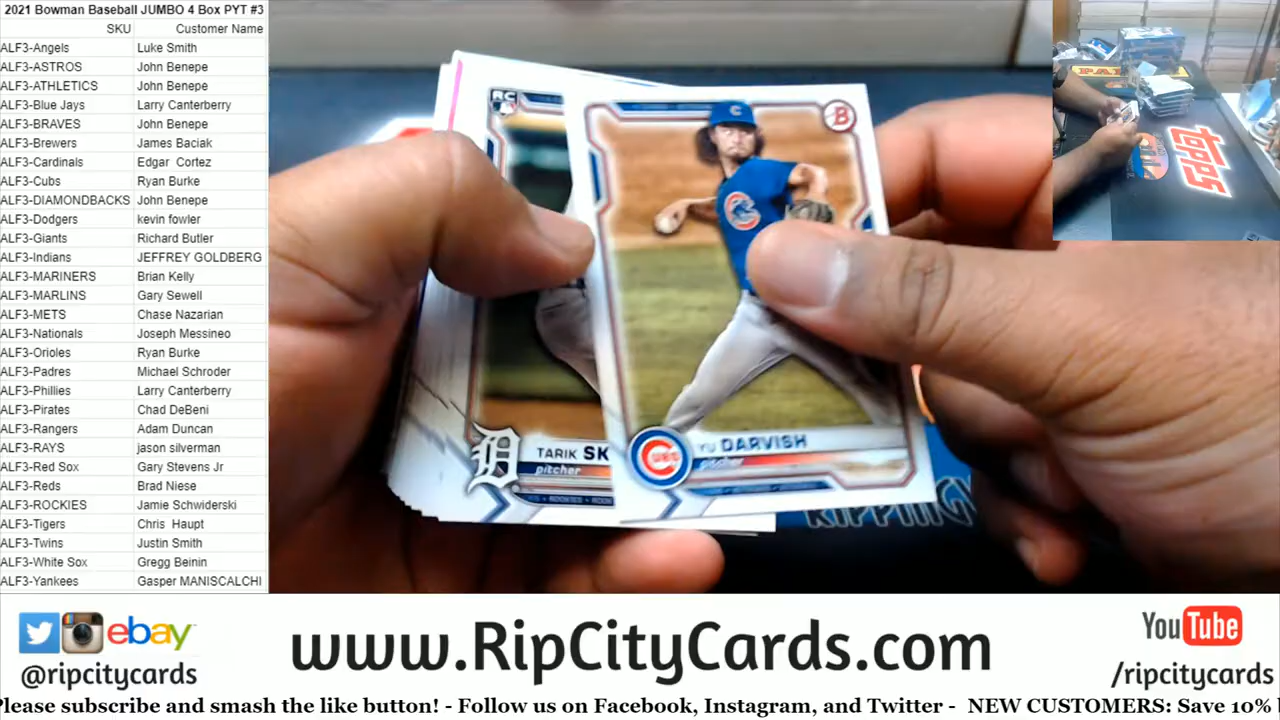 2021 Bowman Baseball JUMBO 4 Box PYT #3
SKU Customer Name
ALF3-Angels Luke Smith
ALF3-ASTROS John Benepe
ALF3-ATHLETICS John Benepe
ALF3-Blue Jays Larry Canterberry
ALF3-BRAVES John Benepe
ALF3-Brewers James Baciak
ALF3-Cardinals Edgar Cortez
ALF3-Cubs Ryan Burke
ALF3-DIAMONDBACKS John Benepe
ALF3-Dodgers kevin fowler
ALF3-Giants Richard Butler
ALF3-Indians JEFFREY GOLDBERG
ALF3-MARINERS Brian Kelly
ALF3-MARLINS Gary Sewell
ALF3-METS Chase Nazarian
ALF3-Nationals Joseph Messineo
ALF3-Orioles Ryan Burke
ALF3-Padres Michael Schroder
ALF3-Phillies Larry Canterberry
ALF3-Pirates Chad DeBeni
ALF3-Rangers Adam Duncan
ALF3-RAYS jason silverman
ALF3-Red Sox Gary Stevens Jr
ALF3-Reds Brad Niese
ALF3-ROCKIES Jamie Schwiderski
ALF3-Tigers Chris Haupt
ALF3-Twins Justin Smith
ALF3-White Sox Gregg Beinin
ALF3-Yankees Gasper MANISCALCHI
RC
B
C
C
TARIK SK
pitcher
D
YU DARVISH
pitcher
CUBS
RIPPING
topps
ebay
@ripcitycards
www.RipCityCards.com
YouTube
/ripcitycards
Please subscribe and smash the like button! - Follow us on Facebook, Instagram, and Twitter - NEW CUSTOMERS: Save 10%